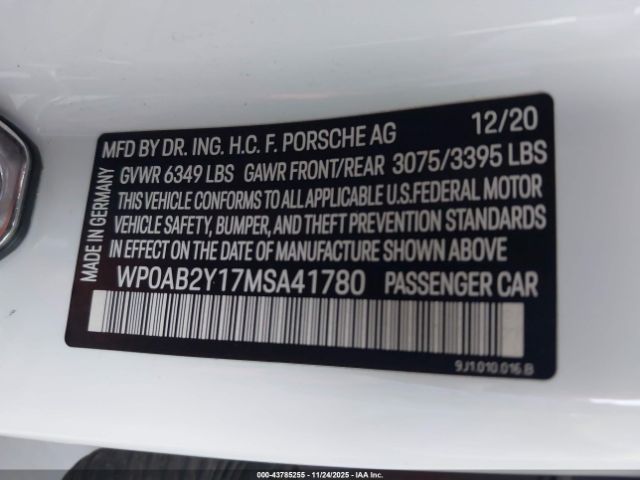 MFD BY DR. ING. H.C. F. PORSCHE AG 12/20
GVWR 6349 LBS GAWR FRONT/REAR 3075/3395 LBS
THIS VEHICLE CONFORMS TO ALL APPLICABLE U.S.FEDERAL MOTOR
VEHICLE SAFETY, BUMPER, AND THEFT PREVENTION STANDARDS
IN EFFECT ON THE DATE OF MANUFACTURE SHOWN ABOVE
WP0AB2Y17MSA41780 PASSENGER CAR
MADE IN GERMANY
9J1.010.016.B
000-43785255 - 11/24/2025 - IAA, Inc.